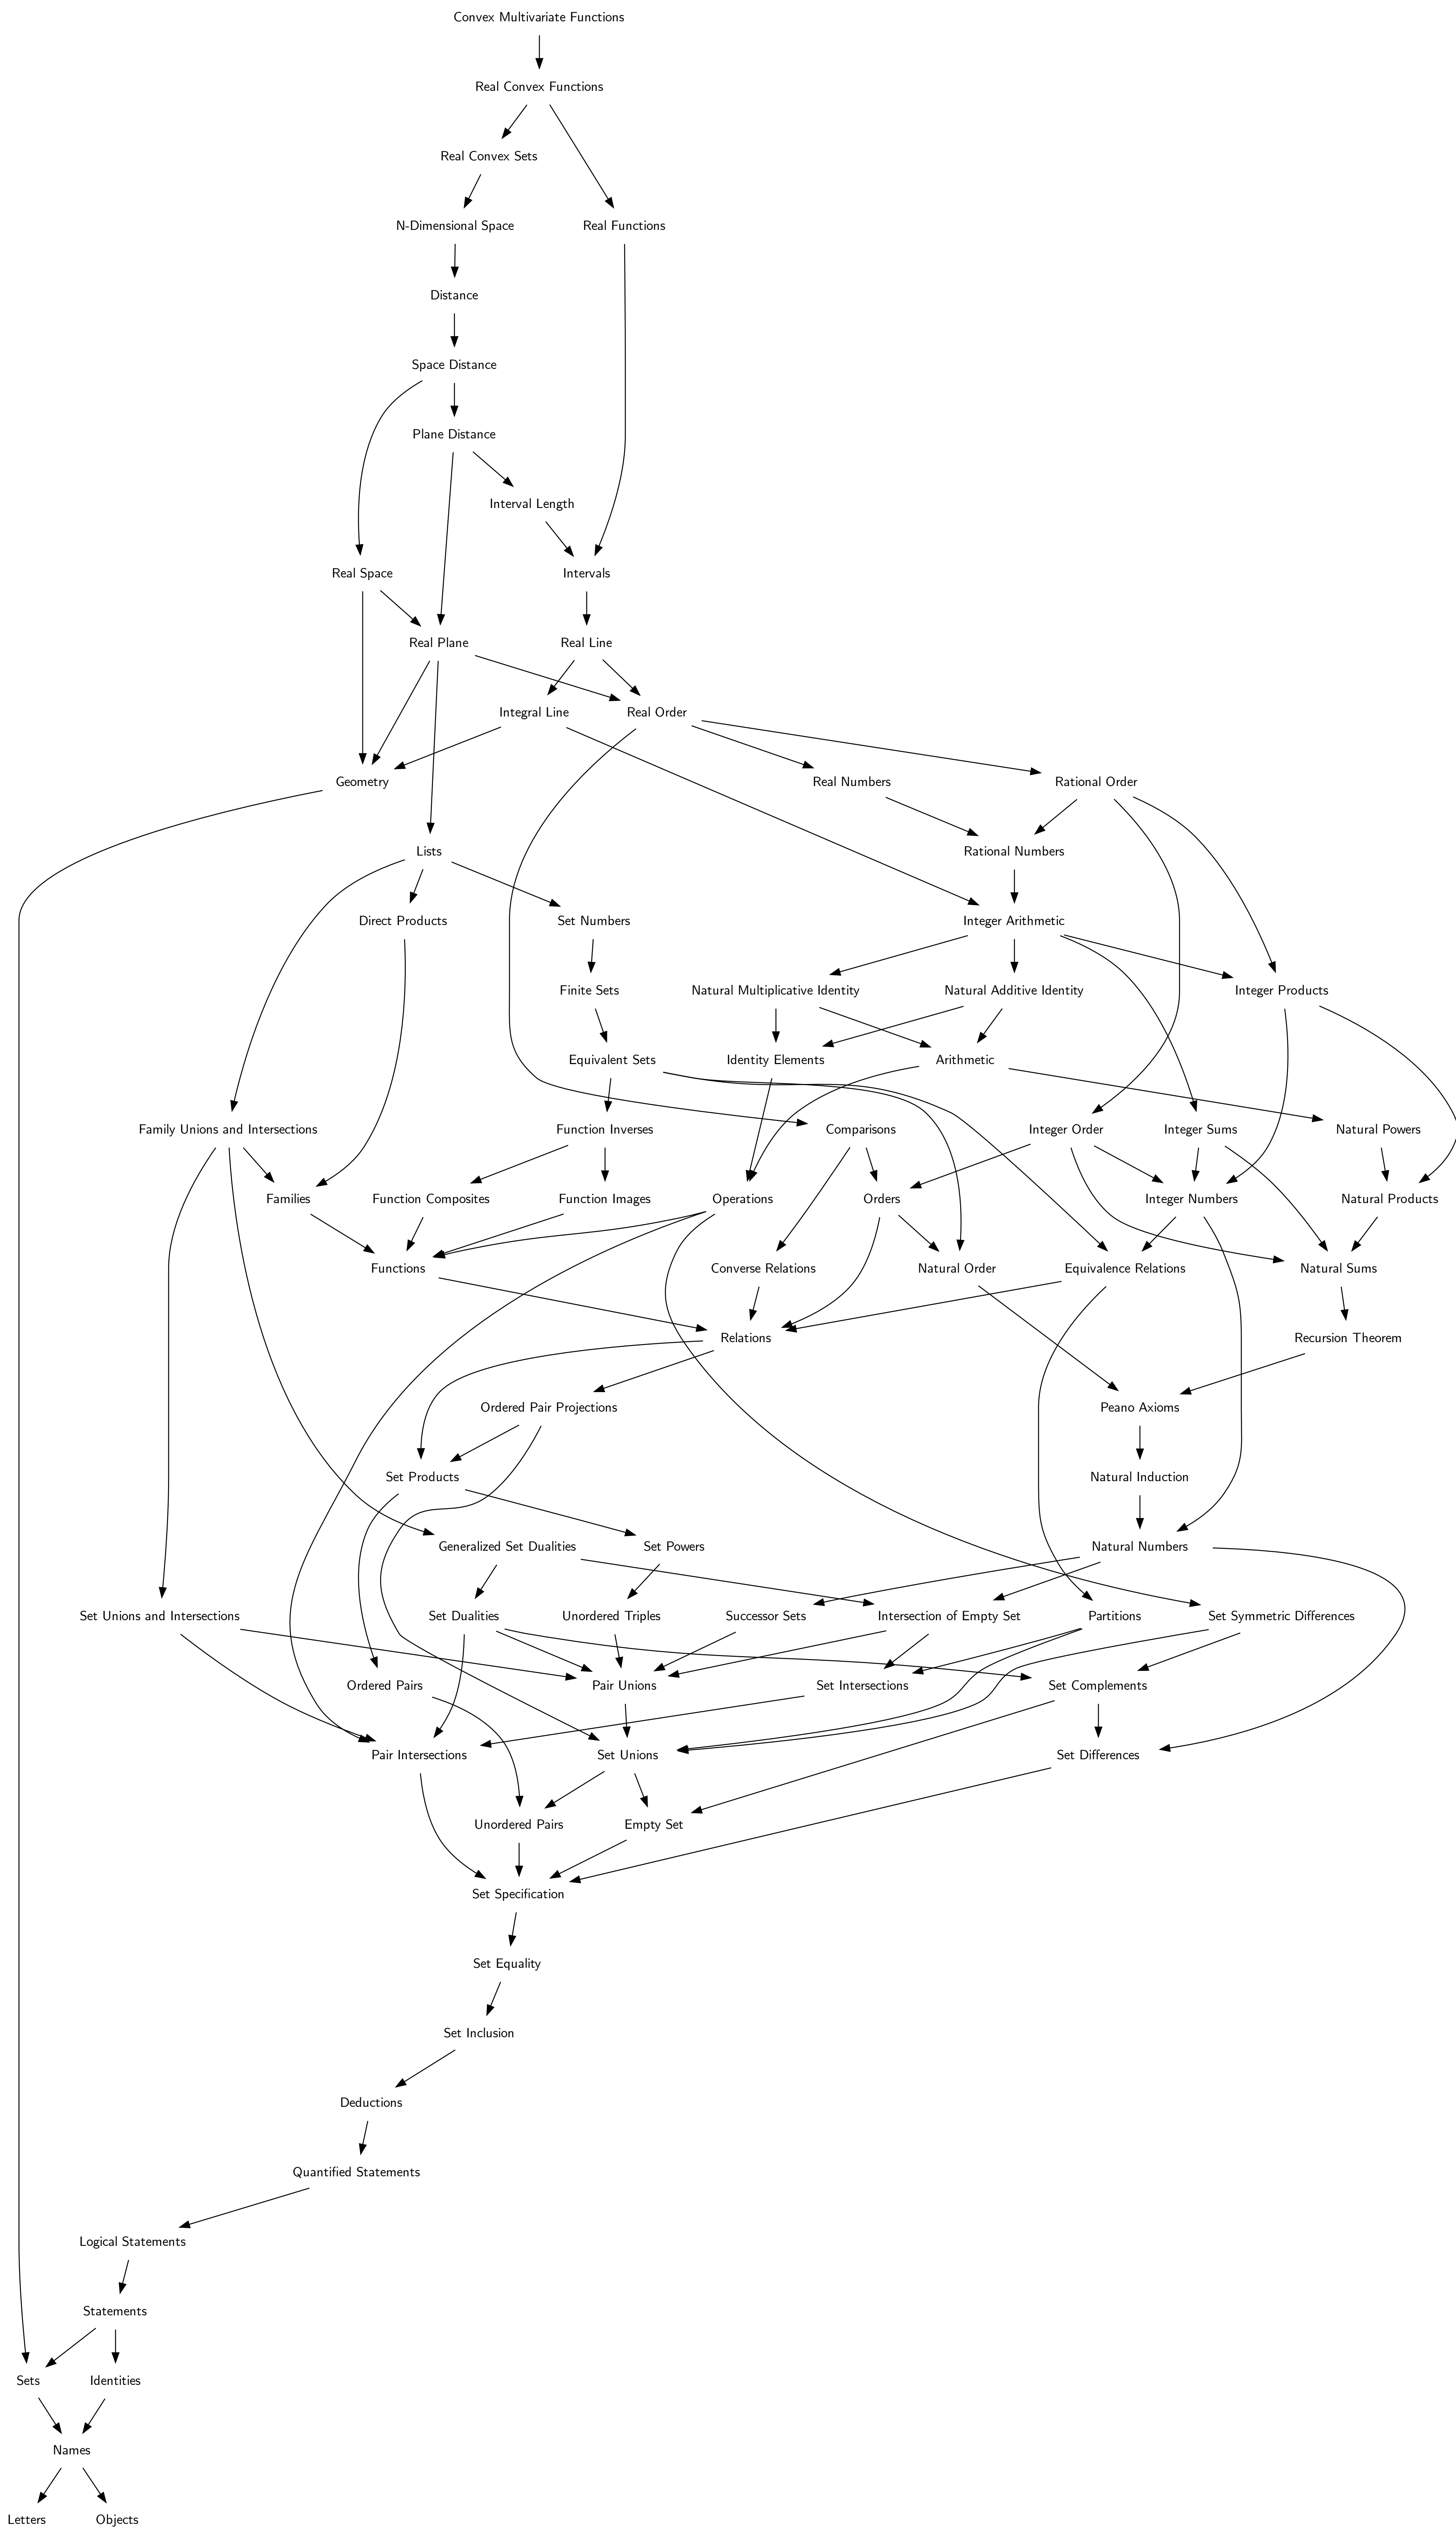 Convex Multivariate Functions
Real Convex Functions
Real Convex Sets
N-Dimensional Space
Real Functions
Distance
Space Distance
Plane Distance
Interval Length
Real Space
Intervals
Real Plane
Real Line
Integral Line
Real Order
Geometry
Real Numbers
Rational Order
Lists
Rational Numbers
Direct Products
Set Numbers
Integer Arithmetic
Finite Sets
Natural Multiplicative Identity
Natural Additive Identity
Integer Products
Equivalent Sets
Identity Elements
Arithmetic
Family Unions and Intersections
Function Inverses
Comparisons
Integer Order
Integer Sums
Natural Powers
Families
Function Composites
Function Images
Operations
Orders
Integer Numbers
Natural Products
Functions
Converse Relations
Natural Order
Equivalence Relations
Natural Sums
Relations
Recursion Theorem
Ordered Pair Projections
Peano Axioms
Set Products
Natural Induction
Generalized Set Dualities
Set Powers
Natural Numbers
Set Unions and Intersections
Set Dualities
Unordered Triples
Successor Sets
Intersection of Empty Set
Partitions
Set Symmetric Differences
Ordered Pairs
Pair Unions
Set Intersections
Set Complements
Pair Intersections
Set Unions
Set Differences
Unordered Pairs
Empty Set
Set Specification
Set Equality
Set Inclusion
Deductions
Quantified Statements
Logical Statements
Statements
Sets
Identities
Names
Letters
Objects